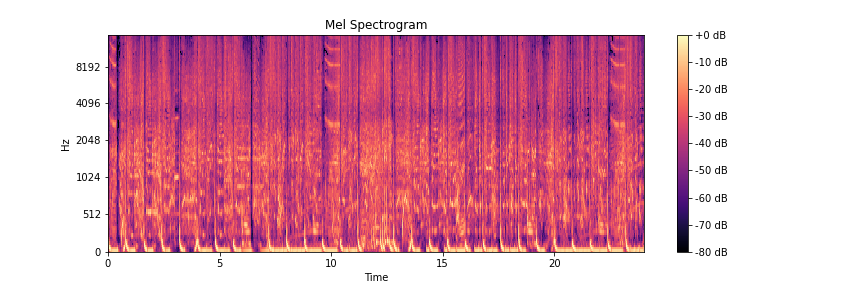 Mel Spectrogram
Hz
8192
4096
2048
1024
512
0
0 5 10 15 20
Time
+0 dB
-10 dB
-20 dB
-30 dB
-40 dB
-50 dB
-60 dB
-70 dB
-80 dB